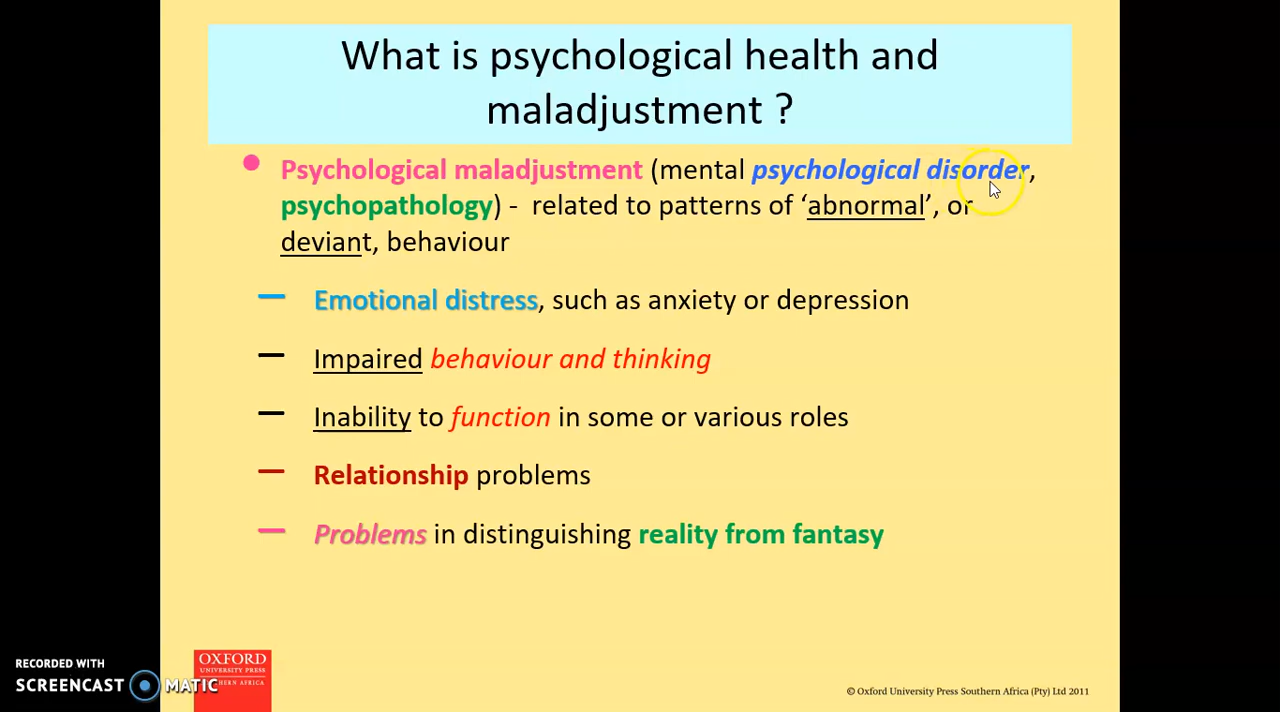 What is psychological health and
maladjustment ?
• Psychological maladjustment (mental psychological disorder,
psychopathology) - related to patterns of ‘abnormal’, or
deviant, behaviour
– Emotional distress, such as anxiety or depression
– Impaired behaviour and thinking
– Inability to function in some or various roles
– Relationship problems
– Problems in distinguishing reality from fantasy
OXFORD
UNIVERSITY PRESS
RECORDED WITH
SCREENCAST MATIC
© Oxford University Press Southern Africa (Pty) Ltd 2011